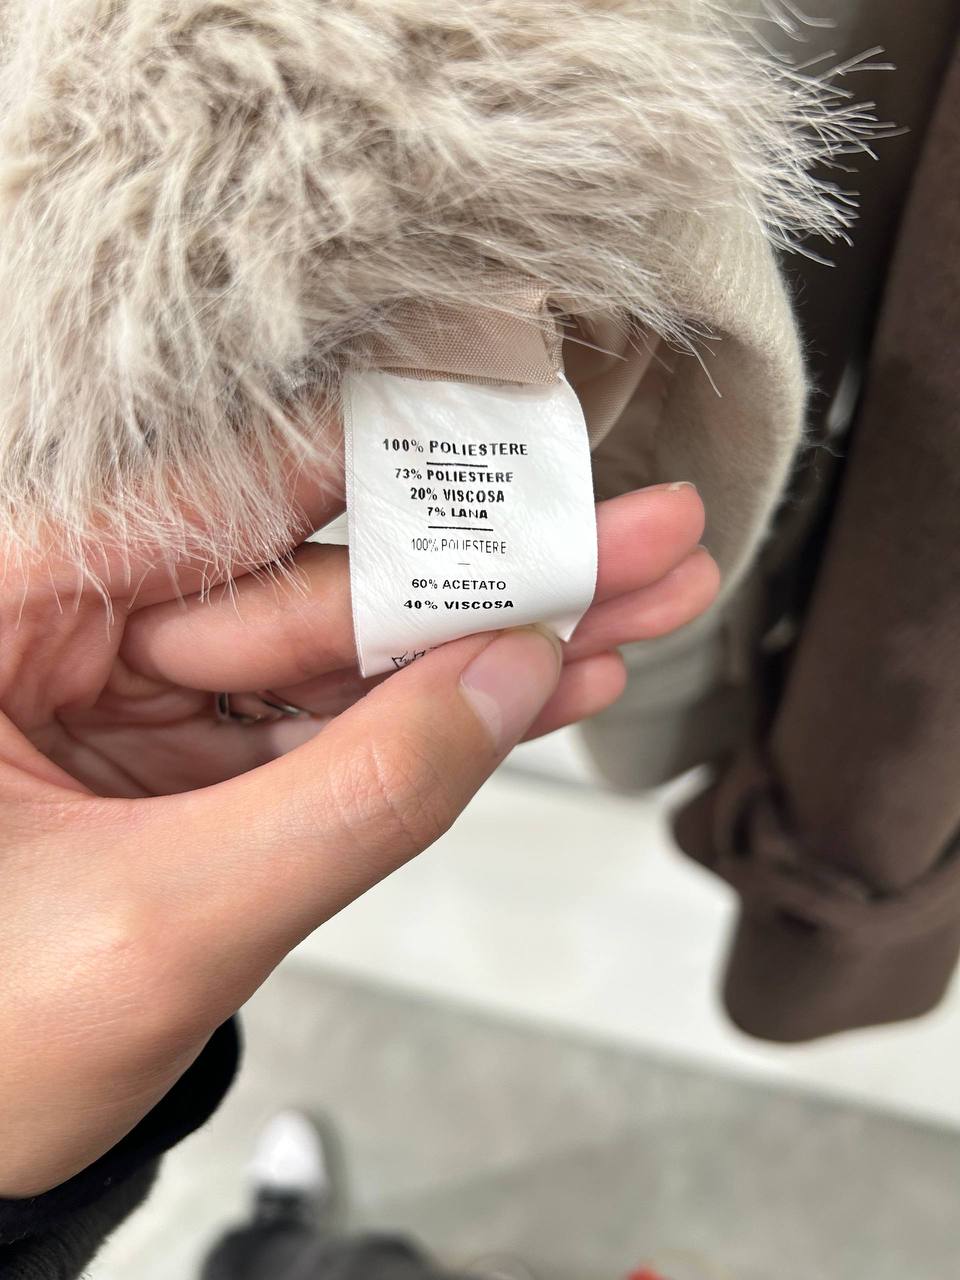 100% POLIESTERE
73% POLIESTERE
20% VISCOSA
7% LANA
100% POLIESTERE
60% ACETATO
40% VISCOSA